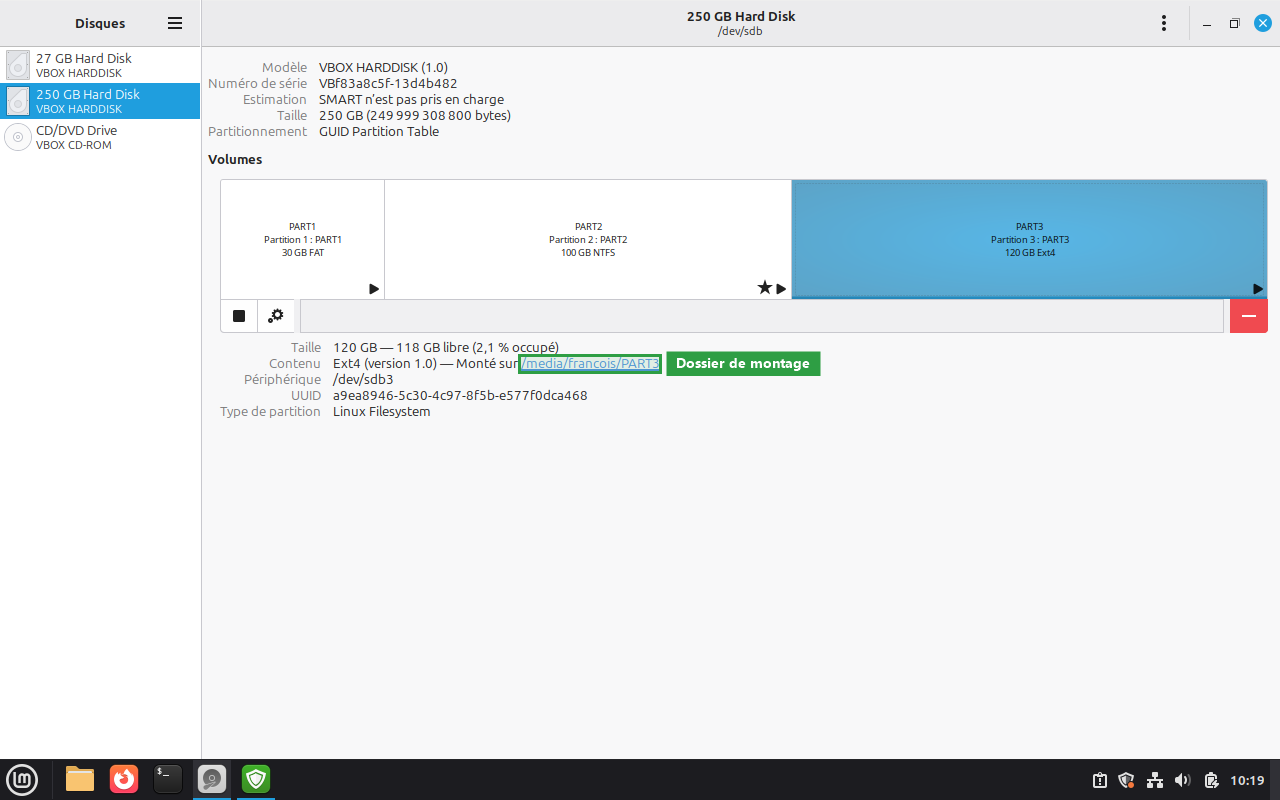 Disques
250 GB Hard Disk
/dev/sdb
27 GB Hard Disk
VBOX HARDDISK
250 GB Hard Disk
VBOX HARDDISK
CD/DVD Drive
VBOX CD-ROM
Modèle VBOX HARDDISK (1.0)
Numéro de série VBf83a8c5f-13d4b482
Estimation SMART n’est pas pris en charge
Taille 250 GB (249 999 308 800 bytes)
Partitionnement GUID Partition Table
Volumes
PART1
Partition 1 : PART1
30 GB FAT
PART2
Partition 2 : PART2
100 GB NTFS
PART3
Partition 3 : PART3
120 GB Ext4
Taille 120 GB — 118 GB libre (2,1 % occupé)
Contenu Ext4 (version 1.0) — Monté sur /media/francois/PART3 Dossier de montage
Périphérique /dev/sdb3
UUID a9ea8946-5c30-4c97-8f5b-e577f0dca468
Type de partition Linux Filesystem
10:19